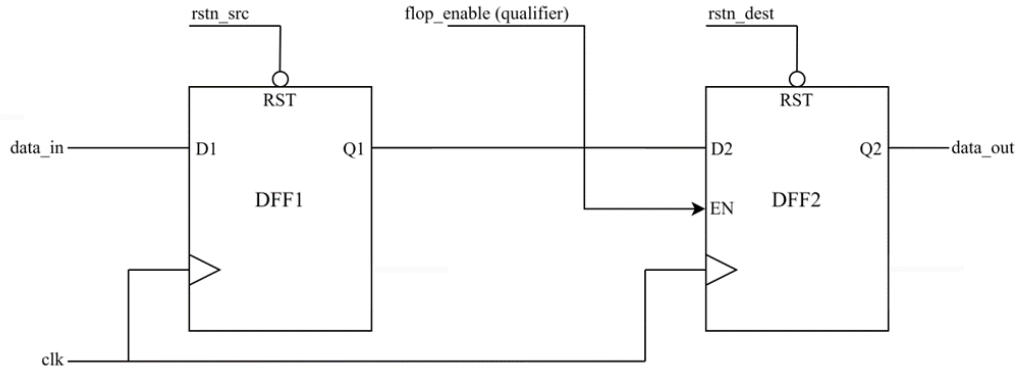 rstn_src
flop_enable (qualifier)
rstn_dest
RST
RST
data_in
D1
Q1
D2
Q2
data_out
DFF1
DFF2
EN
clk